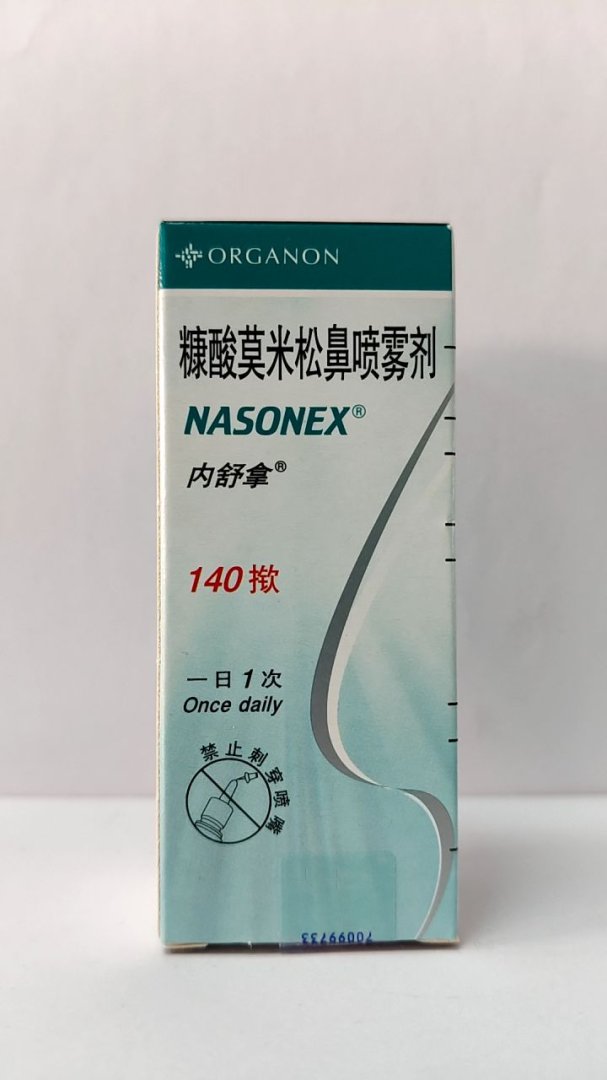 ORGANON
糠酸莫米松鼻喷雾剂
NASONEX®
内舒拿®
140揿
一日1次
Once daily
禁止刺穿喷嘴
70099733